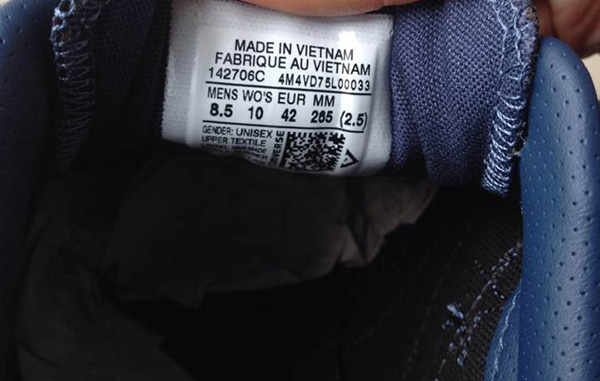 MADE IN VIETNAM
FABRIQUE AU VIETNAM
142706C 4M4VD75L00033
MENS WO'S EUR MM
8.5 10 42 265 (2.5)
GENDER: UNISEX
UPPER TEXTILE
CONVERSE